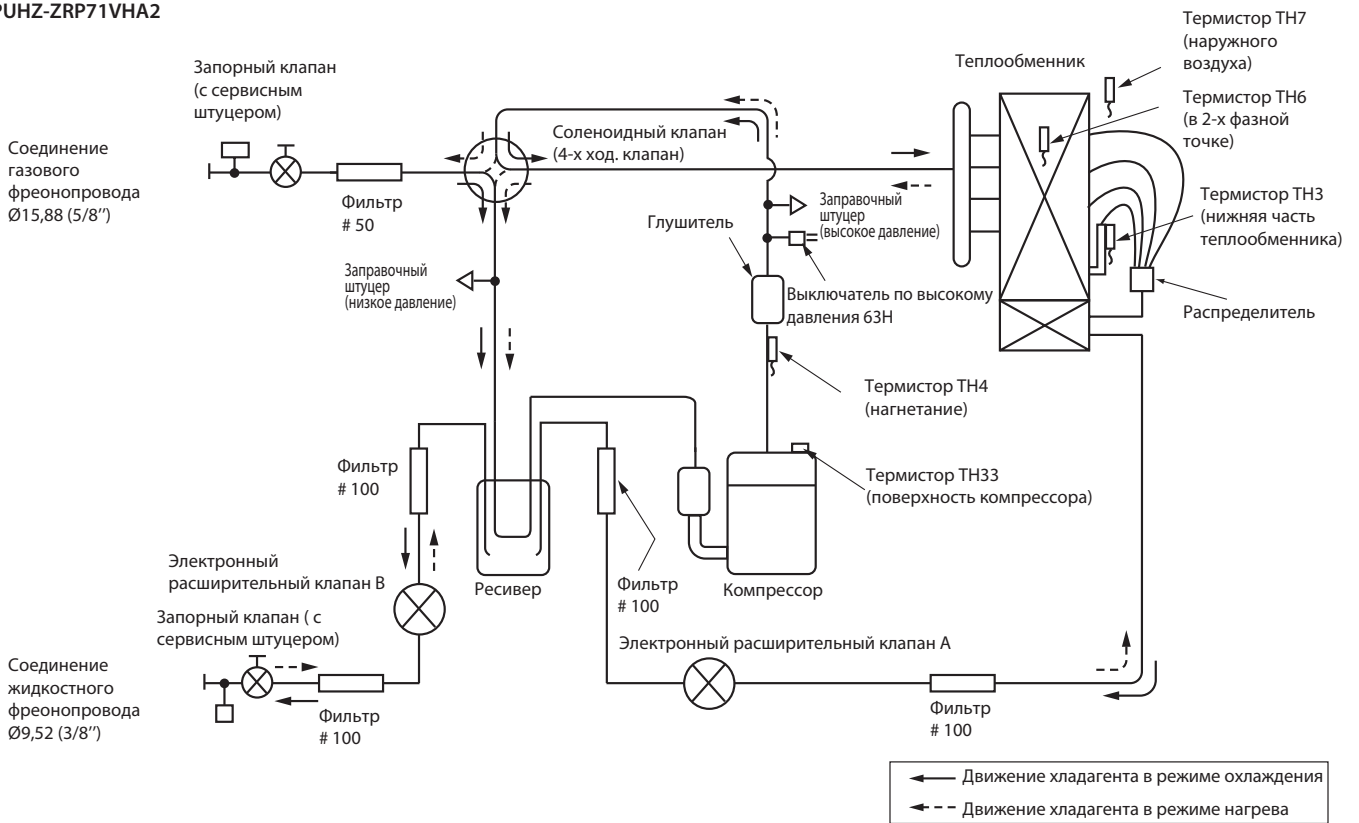 PUHZ-ZRP71VHA2
Термистор TH7
(наружного
воздуха)
Запорный клапан
(с сервисным
штуцером)
Теплообменник
Термистор TH6
(в 2-х фазной
точке)
Соединение
газового
фреонопровода
Ø15,88 (5/8’’)
Соленоидный клапан
(4-х ход. клапан)
Фильтр
# 50
Термистор TH3
(нижняя часть
теплообменника)
Заправочный
штуцер
(высокое давление)
Глушитель
Заправочный
штуцер
(низкое давление)
Выключатель по высокому
давления 63H
Распределитель
Термистор TH4
(нагнетание)
Фильтр
# 100
Термистор TH33
(поверхность компрессора)
Электронный
расширительный клапан B
Ресивер
Фильтр
# 100
Компрессор
Запорный клапан ( с
сервисным штуцером)
Электронный расширительный клапан A
Соединение
жидкостного
фреонопровода
Ø9,52 (3/8’’)
Фильтр
# 100
Фильтр
# 100
Движение хладагента в режиме охлаждения
Движение хладагента в режиме нагрева